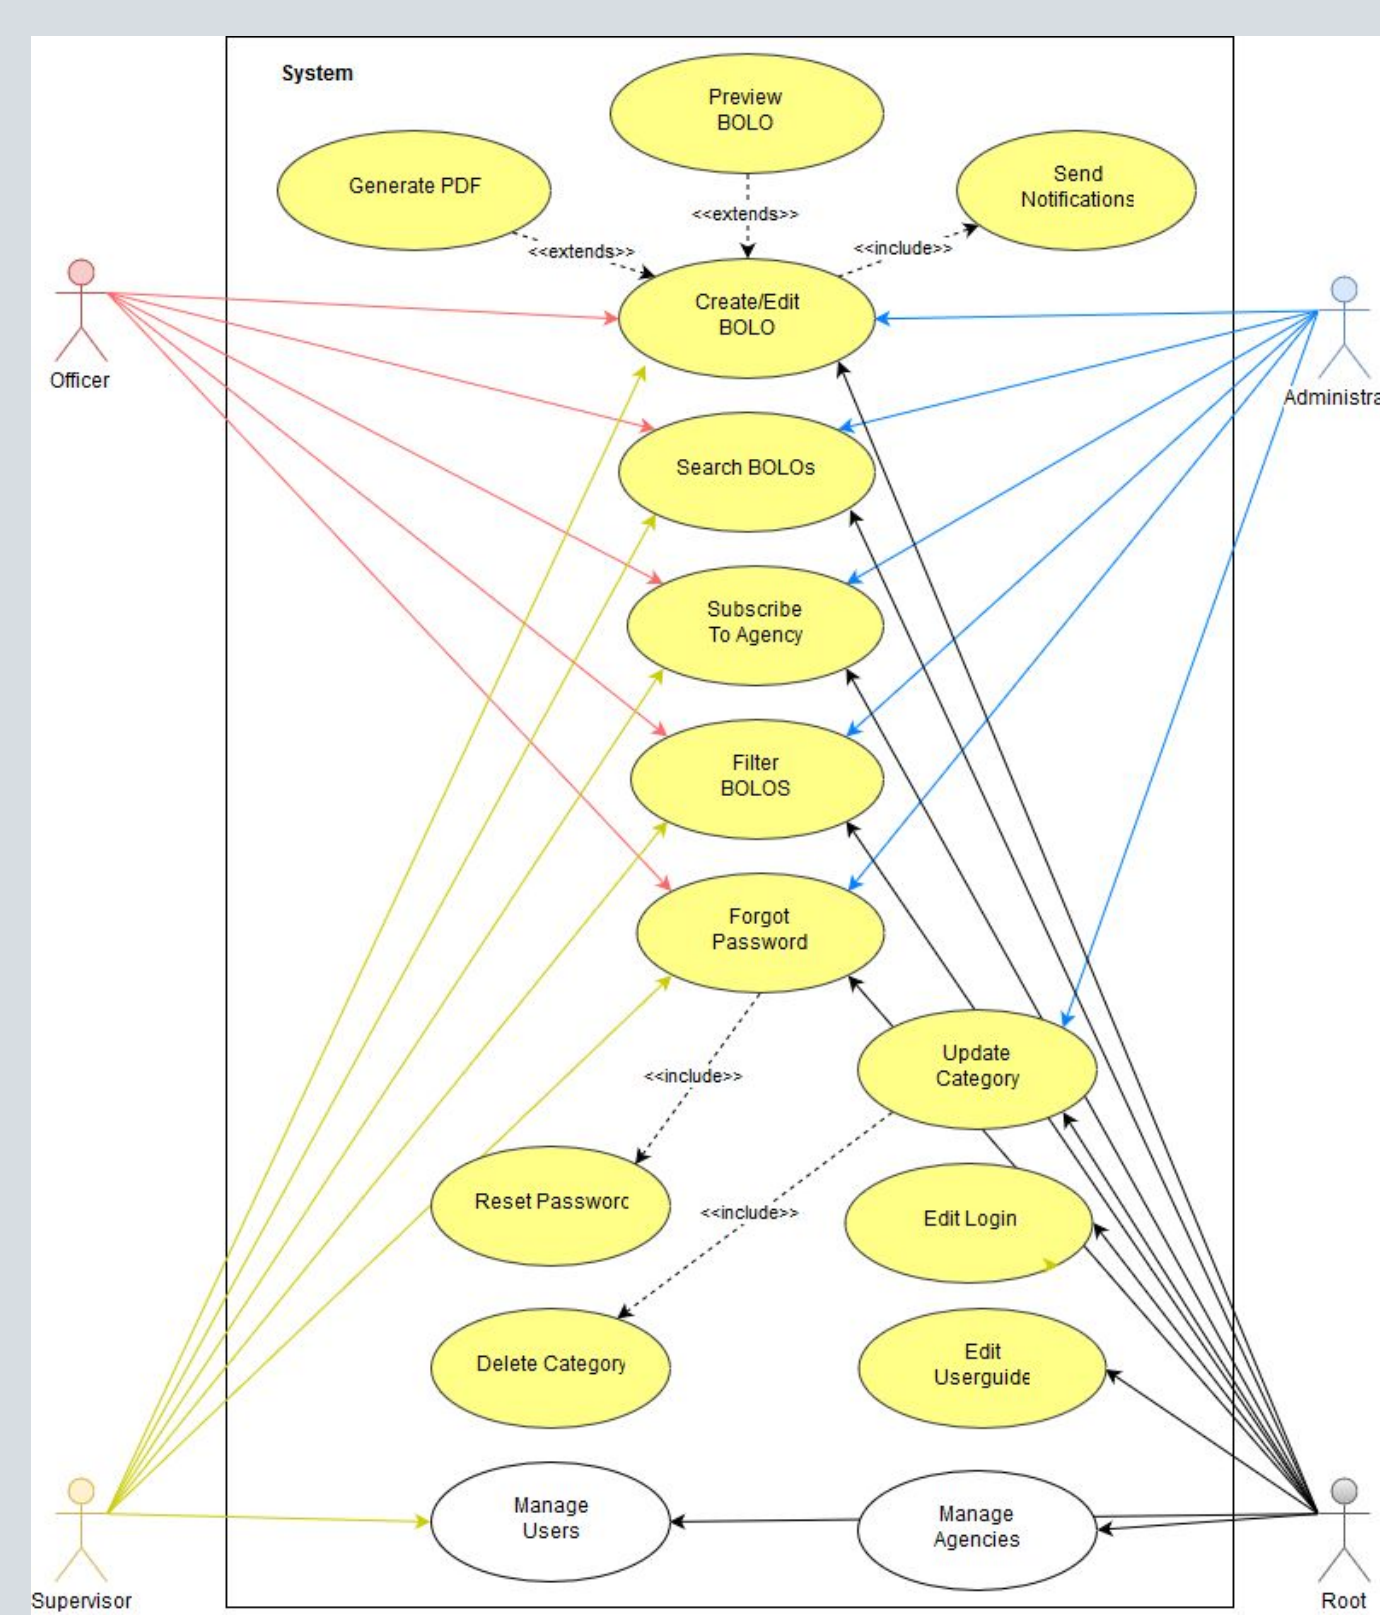 System
Preview
BOLO
Generate PDF
Send
Notifications
<<extends>>
<<extends>>
<<include>>
Create/Edit
BOLO
Officer
Administra
Search BOLOs
Subscribe
To Agency
Filter
BOLOS
Forgot
Password
Update
Category
<<include>>
Reset Password
<<include>>
Edit Login
Delete Category
Edit
Userguide
Manage
Users
Manage
Agencies
Supervisor
Root